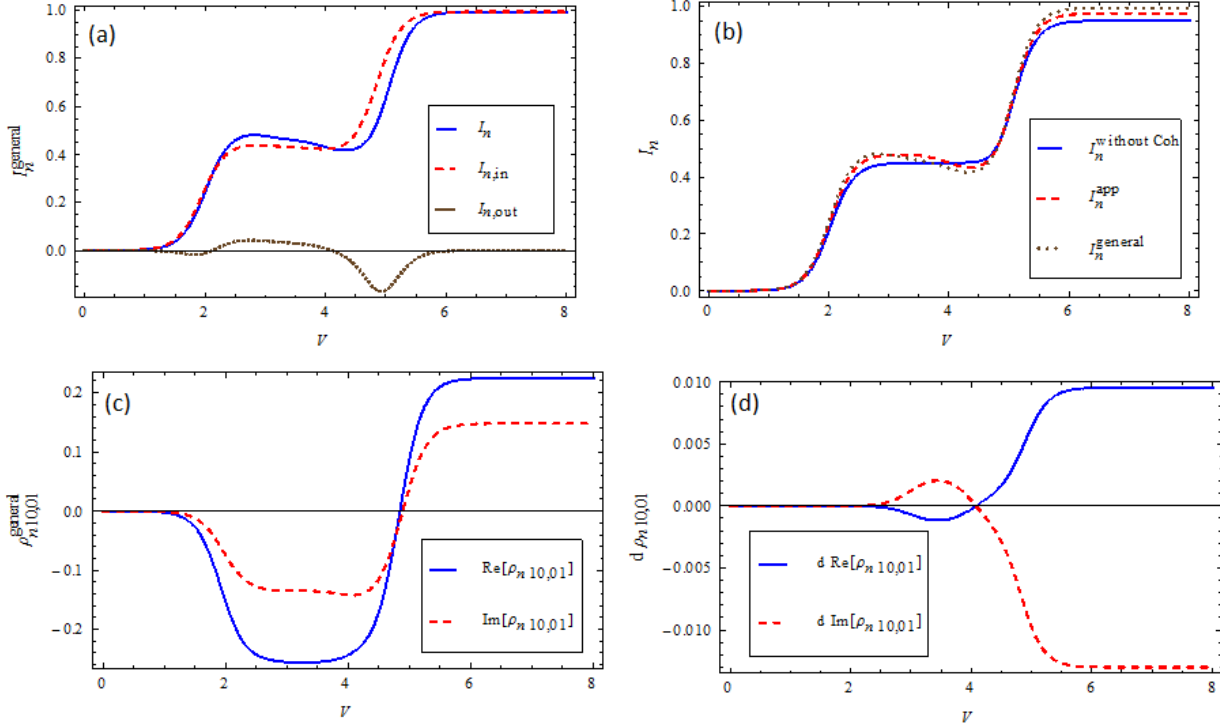 (a)
1.0
0.8
0.6
0.4
0.2
0.0
I_n^general
I_n
I_n,in
I_n,out
0
2
4
6
8
V
(b)
1.0
0.8
0.6
0.4
0.2
0.0
I_n
I_n^without Coh
I_n^app
I_n^general
0
2
4
6
8
V
(c)
0.2
0.1
0.0
−0.1
−0.2
ρ_n 10,01^general
Re[ρ_n 10,01]
Im[ρ_n 10,01]
0
2
4
6
8
V
(d)
0.010
0.005
0.000
−0.005
−0.010
d ρ_n 10,01
d Re[ρ_n 10,01]
d Im[ρ_n 10,01]
0
2
4
6
8
V